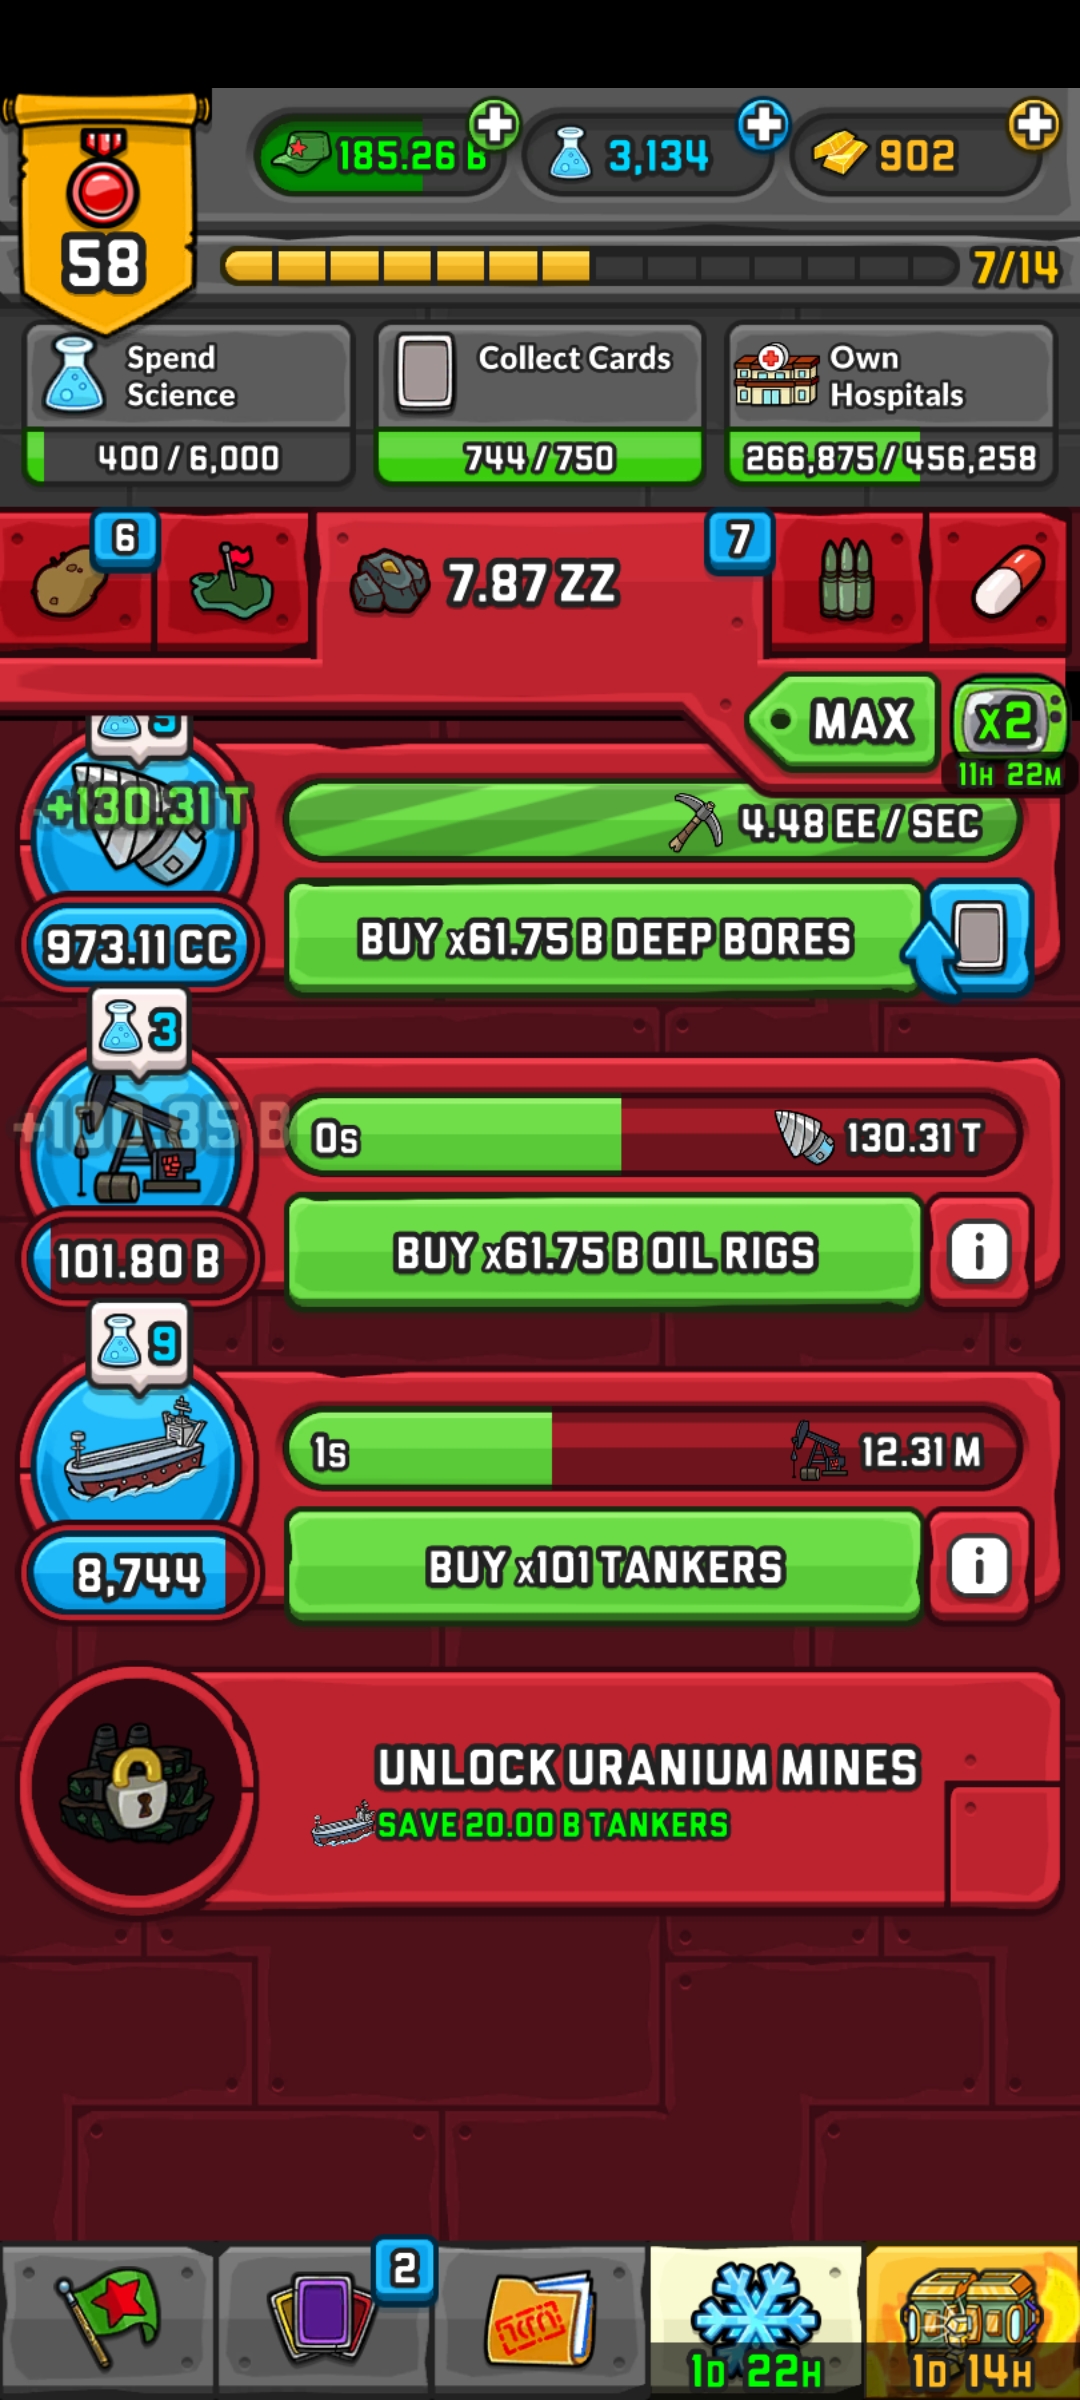 58
185.26 B
3,134
902
7/14
Spend
Science
400 / 6,000
Collect Cards
744 / 750
Own
Hospitals
266,875 / 456,258
6
7.87 ZZ
7
MAX
x2
11H 22M
+130.31 T
4.48 EE / SEC
973.11 CC
BUY x61.75 B DEEP BORES
3
0s
130.31 T
101.80 B
BUY x61.75 B OIL RIGS
i
9
1s
12.31 M
8,744
BUY x101 TANKERS
i
UNLOCK URANIUM MINES
SAVE 20.00 B TANKERS
2
1D 22H
1D 14H